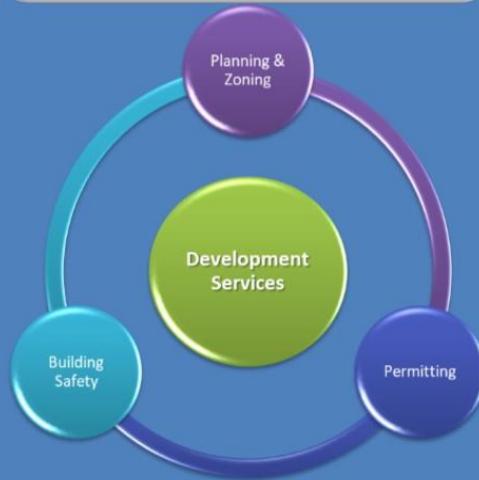 Planning &
Zoning
Development
Services
Building
Safety
Permitting